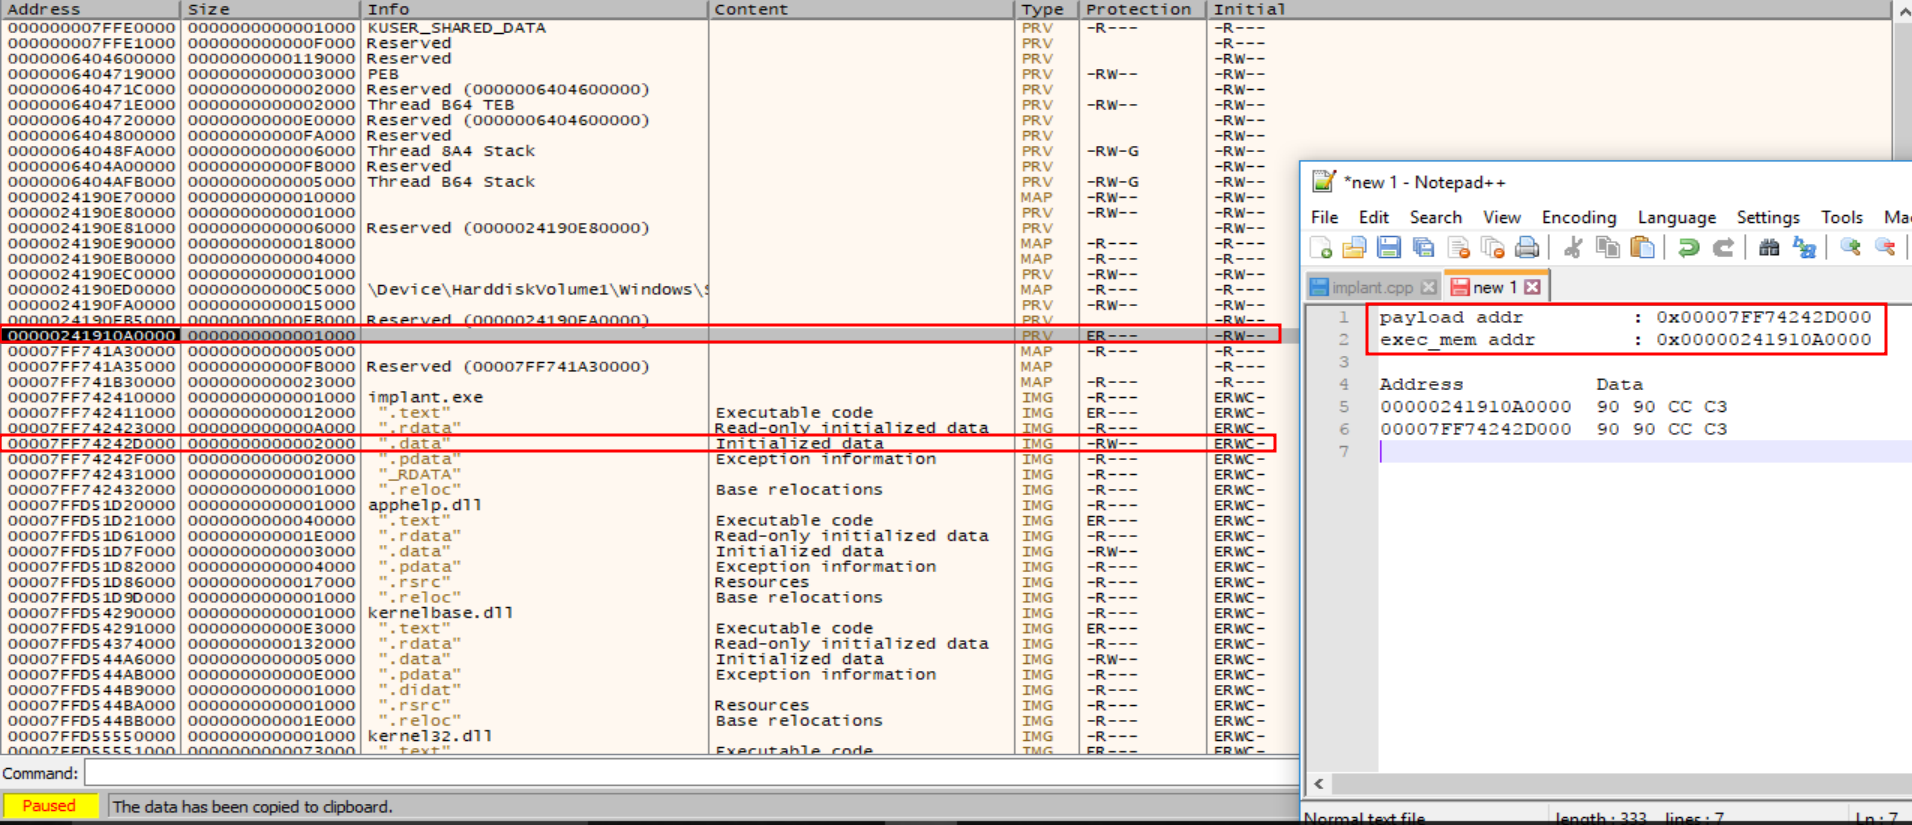 Address Size Info Content Type Protection Initial
000000007FFE0000 0000000000001000 KUSER_SHARED_DATA PRV -R--- -R---
000000007FFE1000 000000000000F000 Reserved PRV -R---
0000006404600000 0000000000119000 Reserved PRV -RW--
0000006404719000 0000000000003000 PEB PRV -RW-- -RW--
000000640471C000 0000000000002000 Reserved (0000006404600000) PRV -RW--
000000640471E000 0000000000002000 Thread B64 TEB PRV -RW-- -RW--
0000006404720000 00000000000E0000 Reserved (0000006404600000) PRV -RW--
0000006404800000 00000000000FA000 Reserved PRV -RW--
00000064048FA000 0000000000006000 Thread 8A4 Stack PRV -RW-G -RW--
0000006404A00000 00000000000FB000 Reserved PRV -RW--
0000006404AFB000 0000000000005000 Thread B64 Stack PRV -RW-G -RW--
0000024190E70000 0000000000010000 MAP -RW-- -RW--
0000024190E80000 0000000000001000 PRV -RW-- -RW--
0000024190E81000 0000000000006000 Reserved (0000024190E80000) PRV -RW--
0000024190E90000 0000000000018000 MAP -R--- -R---
0000024190EB0000 0000000000004000 MAP -R--- -R---
0000024190EC0000 0000000000001000 PRV -RW-- -RW--
0000024190ED0000 00000000000C5000 \Device\HarddiskVolume1\Windows\S MAP -R--- -R---
0000024190FA0000 0000000000015000 PRV -RW-- -RW--
0000024190FB5000 00000000000EB000 Reserved (0000024190FA0000) PRV -RW--
00000241910A0000 0000000000001000 PRV ER--- -RW--
00007FF741A30000 0000000000005000 MAP -R--- -R---
00007FF741A35000 00000000000FB000 Reserved (00007FF741A30000) MAP -R---
00007FF741B30000 0000000000023000 MAP -R--- -R---
00007FF742410000 0000000000001000 implant.exe IMG -R--- ERWC-
00007FF742411000 0000000000012000 ".text" Executable code IMG ER--- ERWC-
00007FF742423000 000000000000A000 ".rdata" Read-only initialized data IMG -R--- ERWC-
00007FF74242D000 0000000000002000 ".data" Initialized data IMG -RW-- ERWC-
00007FF74242F000 0000000000002000 ".pdata" Exception information IMG -R--- ERWC-
00007FF742431000 0000000000001000 "_RDATA" IMG -R--- ERWC-
00007FF742432000 0000000000001000 ".reloc" Base relocations IMG -R--- ERWC-
00007FFD51D20000 0000000000001000 apphelp.dll IMG -R--- ERWC-
00007FFD51D21000 0000000000040000 ".text" Executable code IMG ER--- ERWC-
00007FFD51D61000 000000000001E000 ".rdata" Read-only initialized data IMG -R--- ERWC-
00007FFD51D7F000 0000000000003000 ".data" Initialized data IMG -RW-- ERWC-
00007FFD51D82000 0000000000004000 ".pdata" Exception information IMG -R--- ERWC-
00007FFD51D86000 0000000000017000 ".rsrc" Resources IMG -R--- ERWC-
00007FFD51D9D000 0000000000001000 ".reloc" Base relocations IMG -R--- ERWC-
00007FFD54290000 0000000000001000 kernelbase.dll IMG -R--- ERWC-
00007FFD54291000 00000000000E3000 ".text" Executable code IMG ER--- ERWC-
00007FFD54374000 0000000000132000 ".rdata" Read-only initialized data IMG -R--- ERWC-
00007FFD544A6000 0000000000005000 ".data" Initialized data IMG -RW-- ERWC-
00007FFD544AB000 000000000000E000 ".pdata" Exception information IMG -R--- ERWC-
00007FFD544B9000 0000000000001000 ".didat" IMG -R--- ERWC-
00007FFD544BA000 0000000000001000 ".rsrc" Resources IMG -R--- ERWC-
00007FFD544BB000 000000000001E000 ".reloc" Base relocations IMG -R--- ERWC-
00007FFD55550000 0000000000001000 kernel32.dll IMG -R--- ERWC-
00007FFD55551000 0000000000073000 ".text" Executable code IMG ER--- ERWC-
Command:
Paused The data has been copied to clipboard.
*new 1 - Notepad++
File Edit Search View Encoding Language Settings Tools Mac
implant.cpp new 1
1 payload addr : 0x00007FF74242D000
2 exec_mem addr : 0x00000241910A0000
3
4 Address Data
5 00000241910A0000 90 90 CC C3
6 00007FF74242D000 90 90 CC C3
7
Normal text file length : 333 lines : 7 Ln : 7